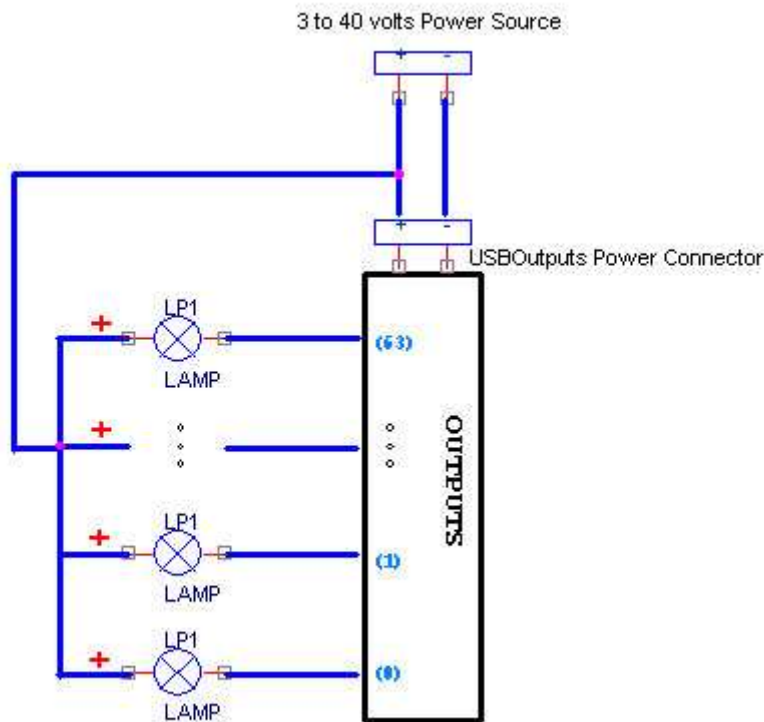 3 to 40 volts Power Source
+ -
+ -
USBOutputs Power Connector
LP1
+
(63)
LAMP
+
OUTPUTS
LP1
+
(1)
LAMP
LP1
+
(0)
LAMP